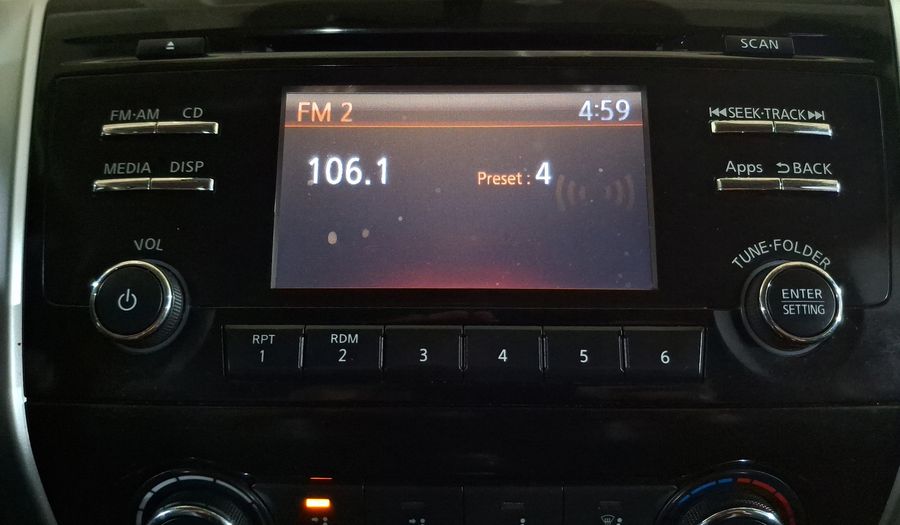 SCAN
FM·AM CD
FM 2 4:59
⏮SEEK·TRACK⏭
MEDIA DISP
106.1 Preset : 4
Apps ⮌BACK
VOL
TUNE·FOLDER
ENTER
SETTING
RPT RDM
1 2 3 4 5 6